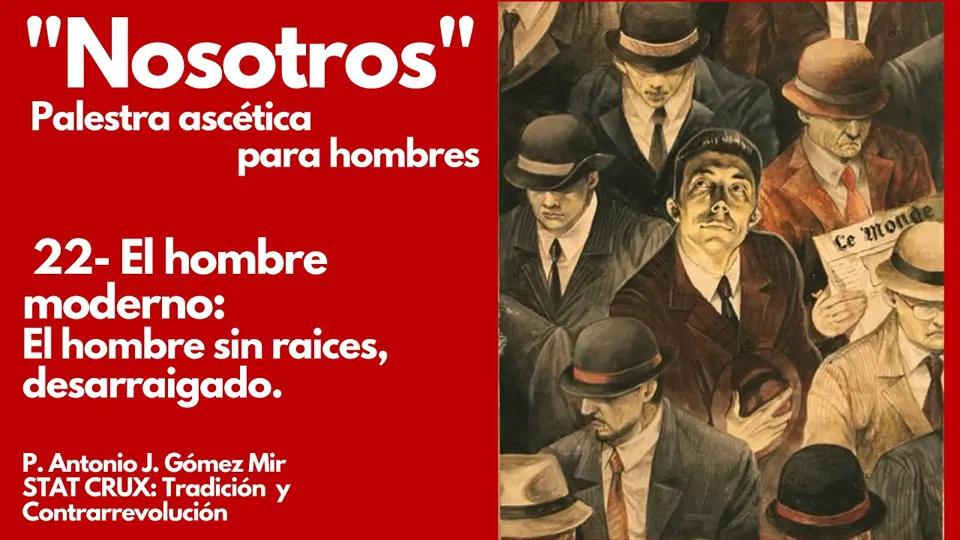 "Nosotros"
Palestra ascética
para hombres
22- El hombre
moderno:
El hombre sin raices,
desarraigado.
P. Antonio J. Gómez Mir
STAT CRUX: Tradición y
Contrarrevolución
Le Monde